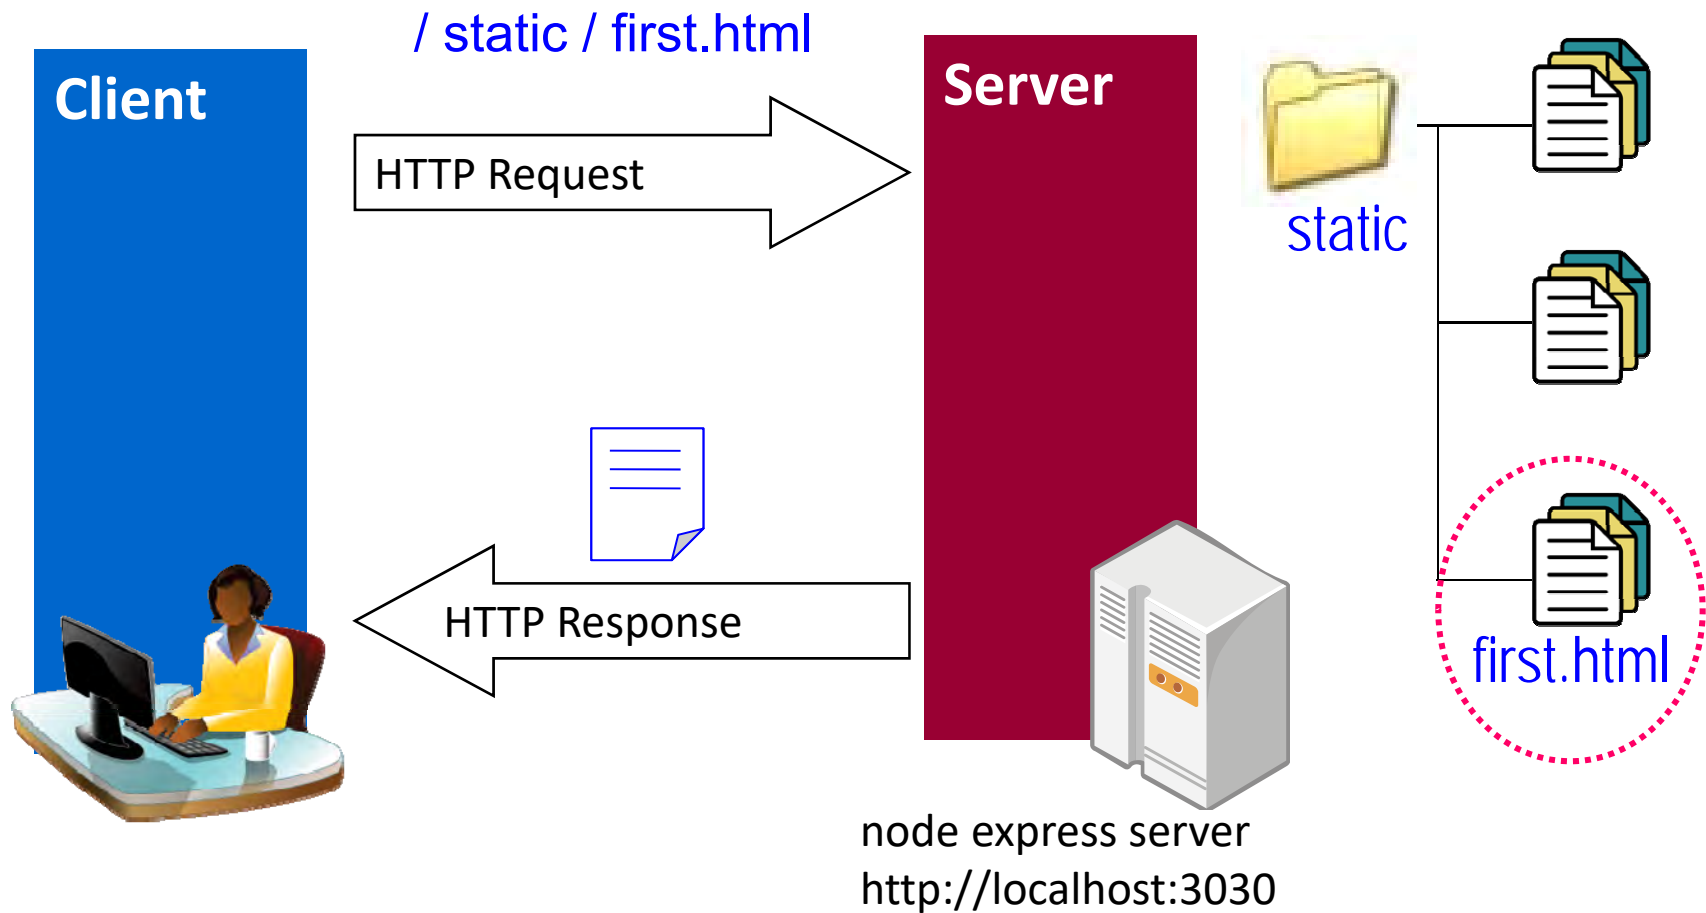 / static / first.html
Client
Server
HTTP Request
static
HTTP Response
first.html
node express server
http://localhost:3030